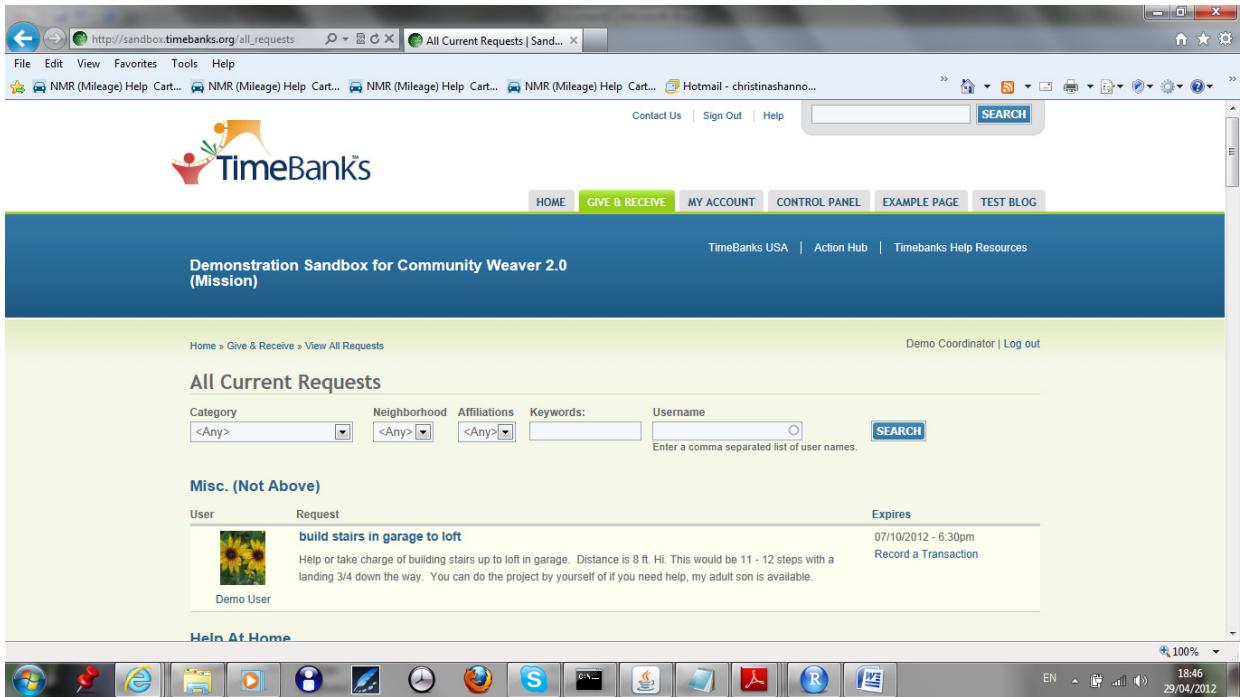 http://sandbox.timebanks.org/all_requests
All Current Requests | Sand...
File Edit View Favorites Tools Help
NMR (Mileage) Help Cart... NMR (Mileage) Help Cart... NMR (Mileage) Help Cart... NMR (Mileage) Help Cart... Hotmail - christinashanno...
Contact Us | Sign Out | Help SEARCH
TimeBanks
HOME GIVE & RECEIVE MY ACCOUNT CONTROL PANEL EXAMPLE PAGE TEST BLOG
TimeBanks USA | Action Hub | Timebanks Help Resources
Demonstration Sandbox for Community Weaver 2.0
(Mission)
Home » Give & Receive » View All Requests
Demo Coordinator | Log out
All Current Requests
Category Neighborhood Affiliations Keywords: Username
<Any> <Any> <Any> SEARCH
Enter a comma separated list of user names.
Misc. (Not Above)
User Request Expires
build stairs in garage to loft 07/10/2012 - 6:30pm
Record a Transaction
Help or take charge of building stairs up to loft in garage. Distance is 8 ft. Hi. This would be 11 - 12 steps with a
landing 3/4 down the way. You can do the project by yourself of if you need help, my adult son is available.
Demo User
Help At Home
100%
EN 18:46
29/04/2012